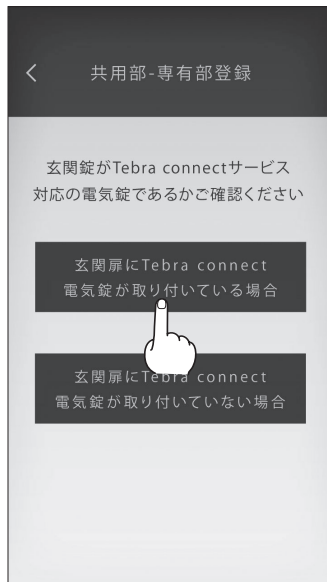 共用部-専有部登録
玄関錠がTebra connectサービス
対応の電気錠であるかご確認ください
玄関扉にTebra connect
電気錠が取り付いている場合
玄関扉にTebra connect
電気錠が取り付いていない場合